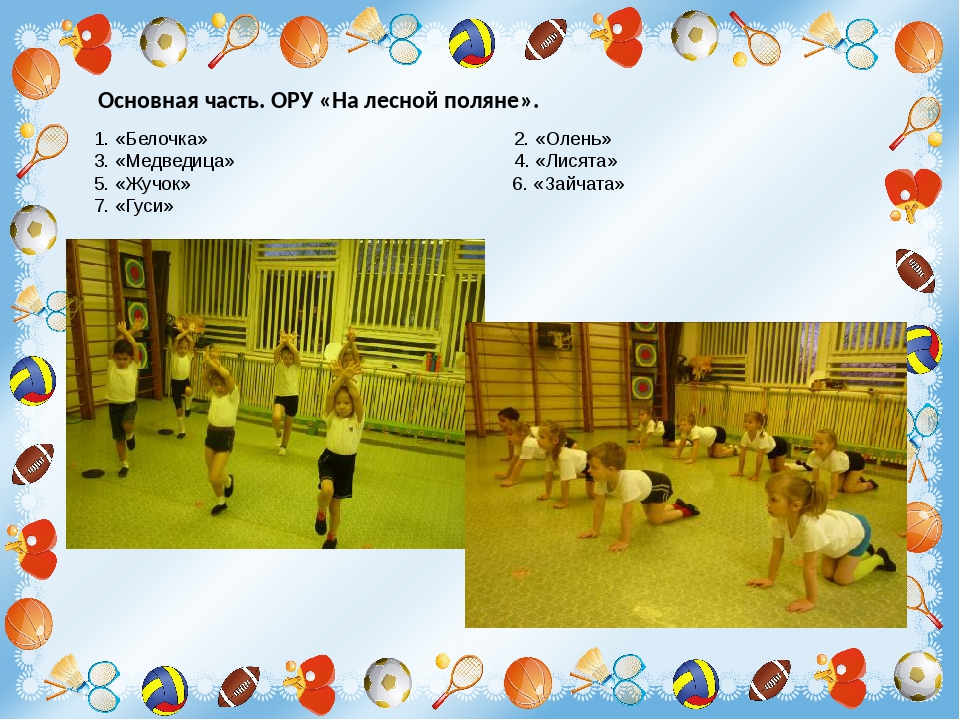 Основная часть. ОРУ «На лесной поляне».
1. «Белочка» 2. «Олень»
3. «Медведица» 4. «Лисята»
5. «Жучок» 6. «Зайчата»
7. «Гуси»